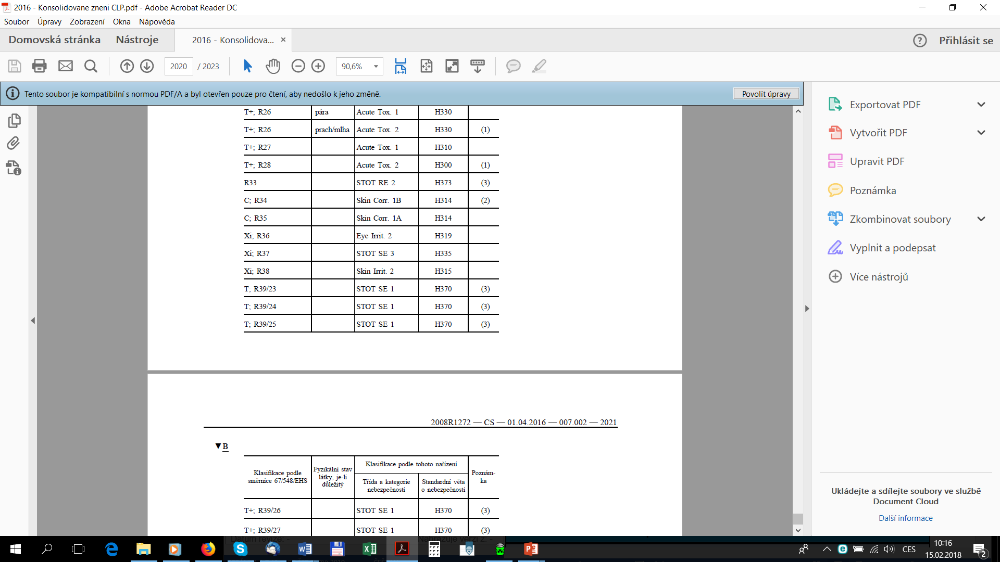 2016 - Konsolidovane zneni CLP.pdf - Adobe Acrobat Reader DC
Soubor Úpravy Zobrazení Okna Nápověda
Domovská stránka Nástroje 2016 - Konsolidova... × ? Přihlásit se
2020 / 2023 90,6%
Tento soubor je kompatibilní s normou PDF/A a byl otevřen pouze pro čtení, aby nedošlo k jeho změně. Povolit úpravy
T+; R26 pára Acute Tox. 1 H330
T+; R26 prach/mlha Acute Tox. 2 H330 (1)
T+; R27 Acute Tox. 1 H310
T+; R28 Acute Tox. 2 H300 (1)
R33 STOT RE 2 H373 (3)
C; R34 Skin Corr. 1B H314 (2)
C; R35 Skin Corr. 1A H314
Xi; R36 Eye Irrit. 2 H319
Xi; R37 STOT SE 3 H335
Xi; R38 Skin Irrit. 2 H315
T; R39/23 STOT SE 1 H370 (3)
T; R39/24 STOT SE 1 H370 (3)
T; R39/25 STOT SE 1 H370 (3)
2008R1272 — CS — 01.04.2016 — 007.002 — 2021
▼B
Klasifikace podle
směrnice 67/548/EHS
Fyzikální stav
látky, je-li
důležitý
Klasifikace podle tohoto nařízení
Třída a kategorie
nebezpečnosti
Standardní věta
o nebezpečnosti
Poznám-
ka
T+; R39/26 STOT SE 1 H370 (3)
T+; R39/27 STOT SE 1 H370 (3)
Exportovat PDF
Vytvořit PDF
Upravit PDF
Poznámka
Zkombinovat soubory
Vyplnit a podepsat
Více nástrojů
Ukládejte a sdílejte soubory ve službě
Document Cloud
Další informace
CES
10:16
15.02.2018
2